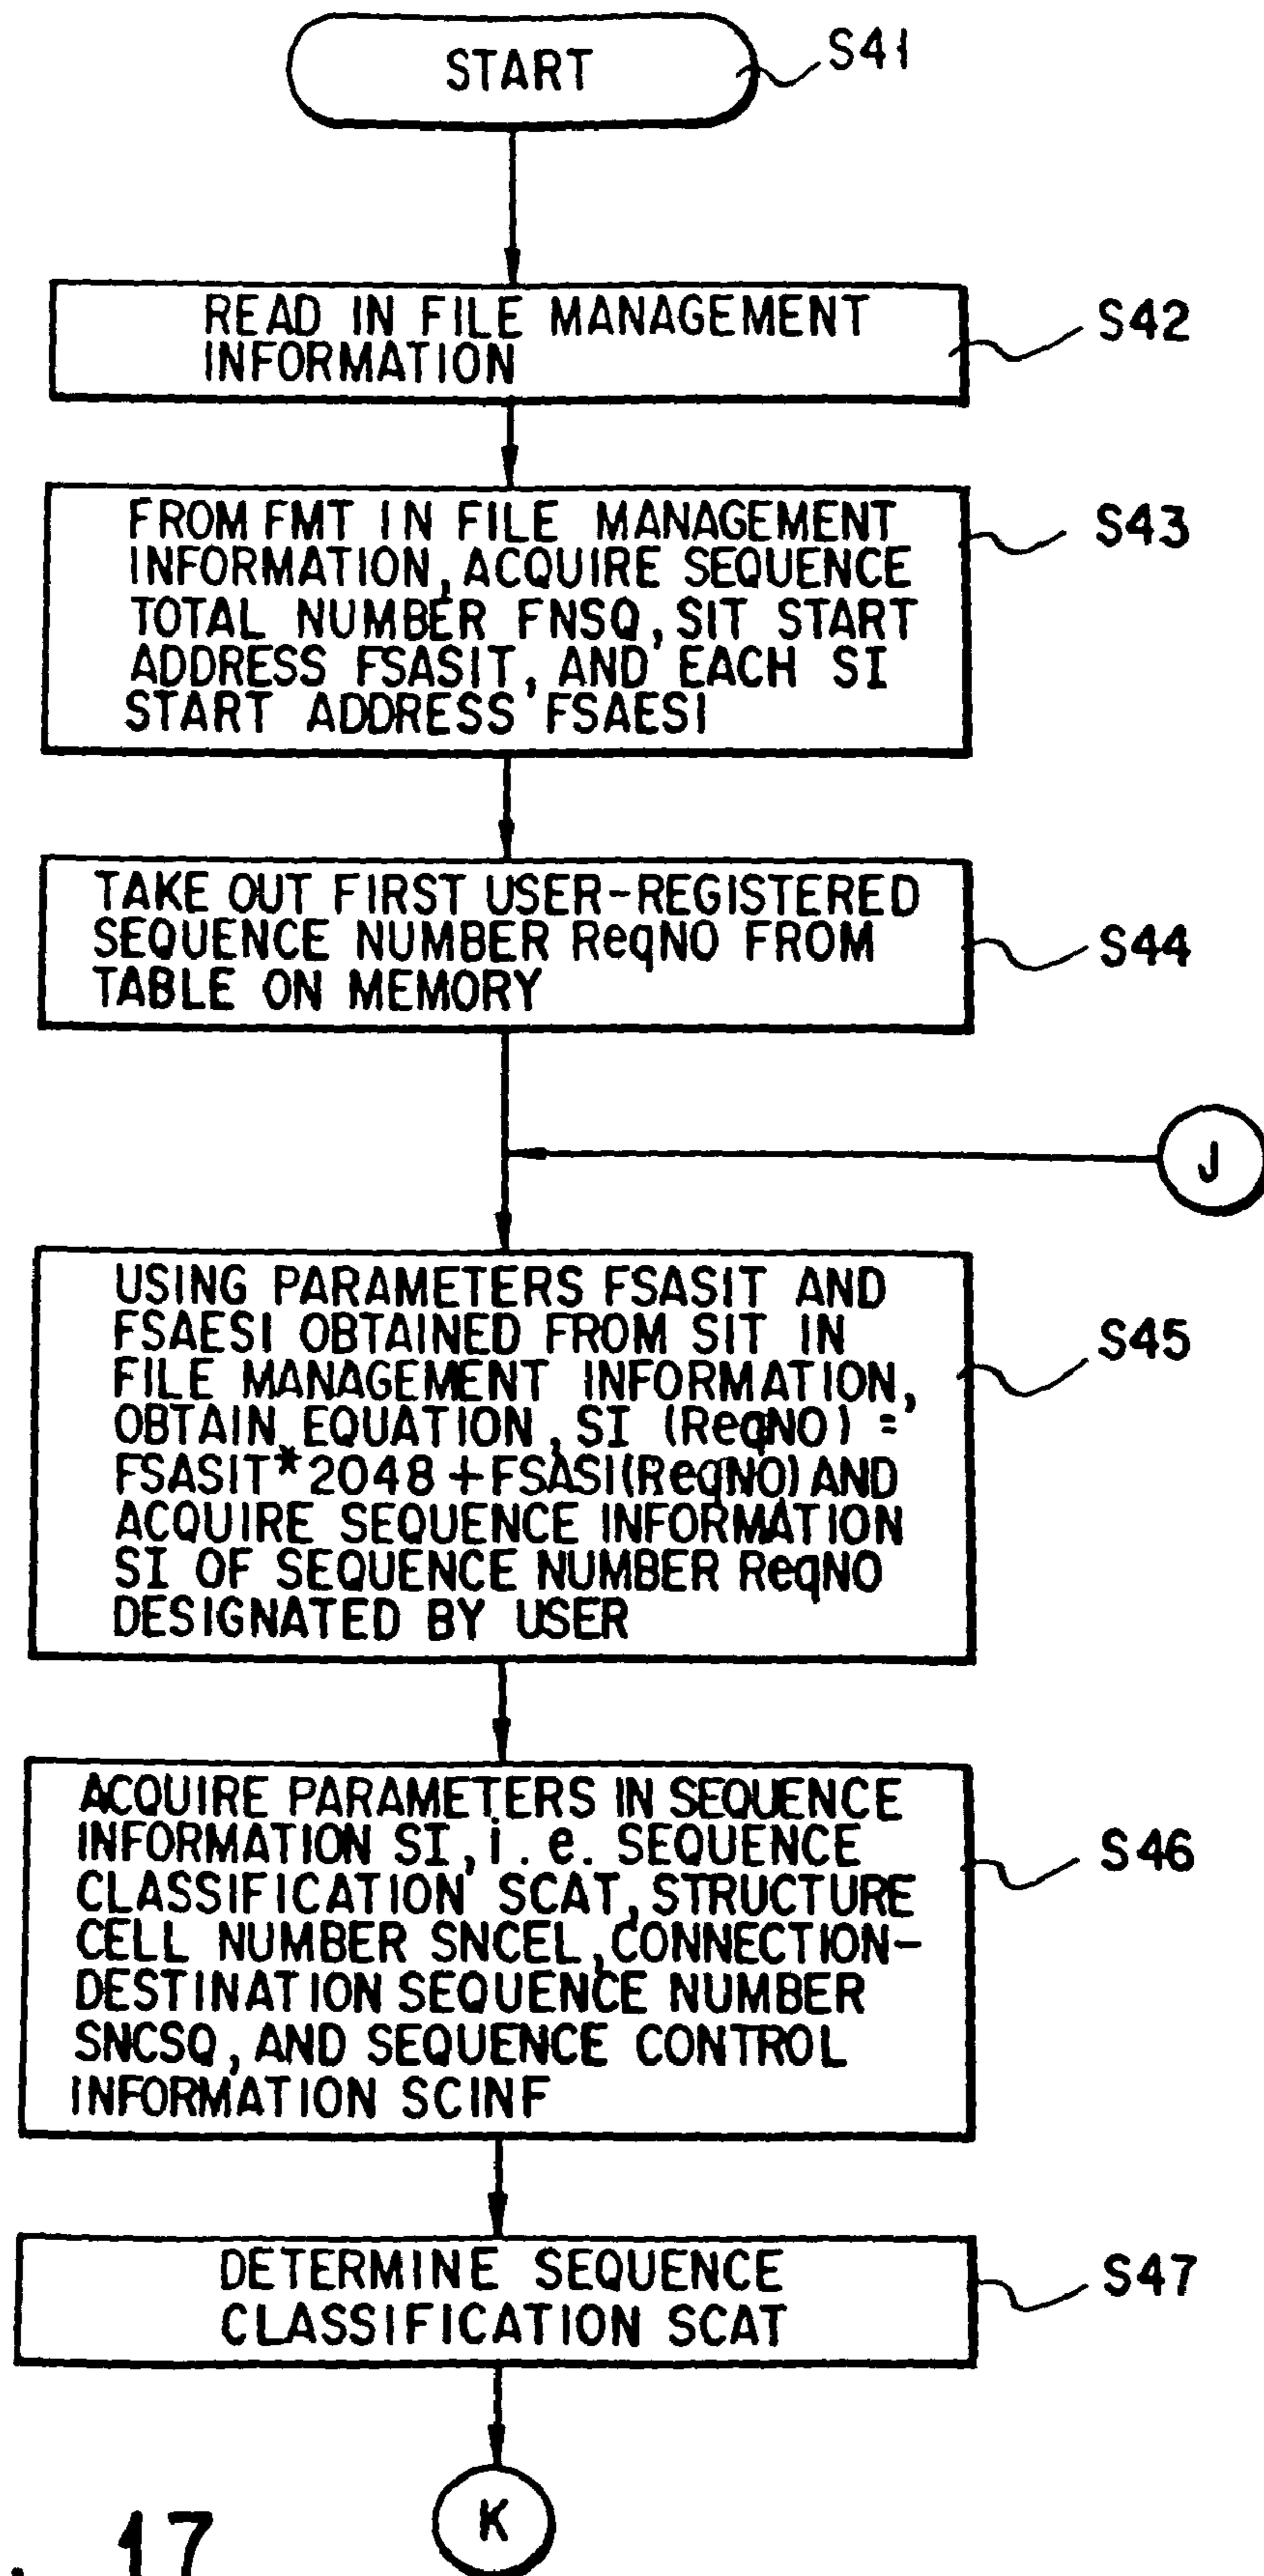 START
S41
READ IN FILE MANAGEMENT
INFORMATION
S42
FROM FMT IN FILE MANAGEMENT
INFORMATION, ACQUIRE SEQUENCE
TOTAL NUMBER FNSQ, SIT START
ADDRESS FSASIT, AND EACH SI
START ADDRESS FSAESI
S43
TAKE OUT FIRST USER-REGISTERED
SEQUENCE NUMBER ReqNO FROM
TABLE ON MEMORY
S44
J
USING PARAMETERS FSASIT AND
FSAESI OBTAINED FROM SIT IN
FILE MANAGEMENT INFORMATION,
OBTAIN EQUATION, SI (ReqNO) =
FSASIT*2048+FSASI(ReqNO) AND
ACQUIRE SEQUENCE INFORMATION
SI OF SEQUENCE NUMBER ReqNO
DESIGNATED BY USER
S45
ACQUIRE PARAMETERS IN SEQUENCE
INFORMATION SI, i.e. SEQUENCE
CLASSIFICATION SCAT, STRUCTURE
CELL NUMBER SNCEL, CONNECTION-
DESTINATION SEQUENCE NUMBER
SNCSQ, AND SEQUENCE CONTROL
INFORMATION SCINF
S46
DETERMINE SEQUENCE
CLASSIFICATION SCAT
S47
K
. 17